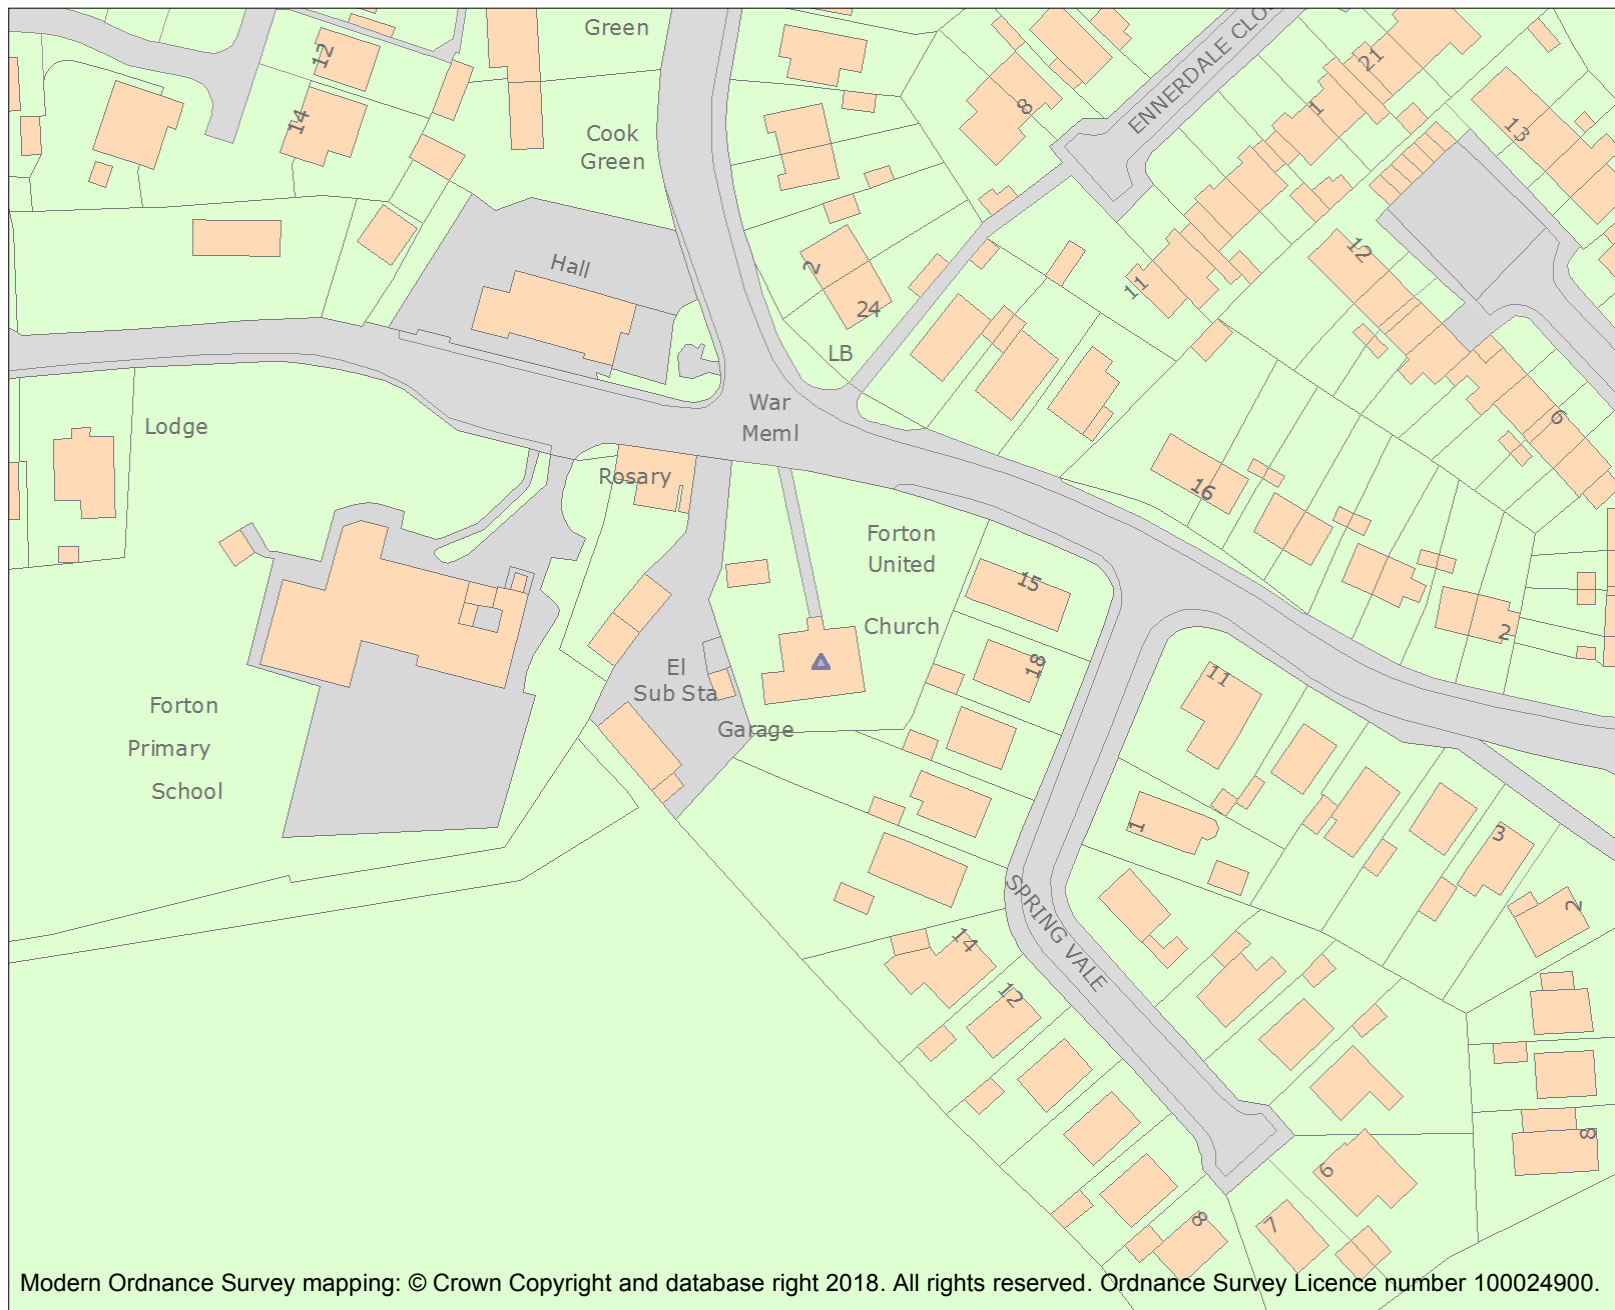 Green
12
14
Cook
Green
8
ENNERDALE CLO
21
1
13
Hall
2
24
11
12
LB
War
Meml
6
Lodge
Rosary
16
Forton
United
Church
15
18
2
El
Sub Sta
Garage
11
Forton
Primary
School
1
3
2
SPRING VALE
14
12
8
6
7
8
Modern Ordnance Survey mapping: © Crown Copyright and database right 2018. All rights reserved. Ordnance Survey Licence number 100024900.